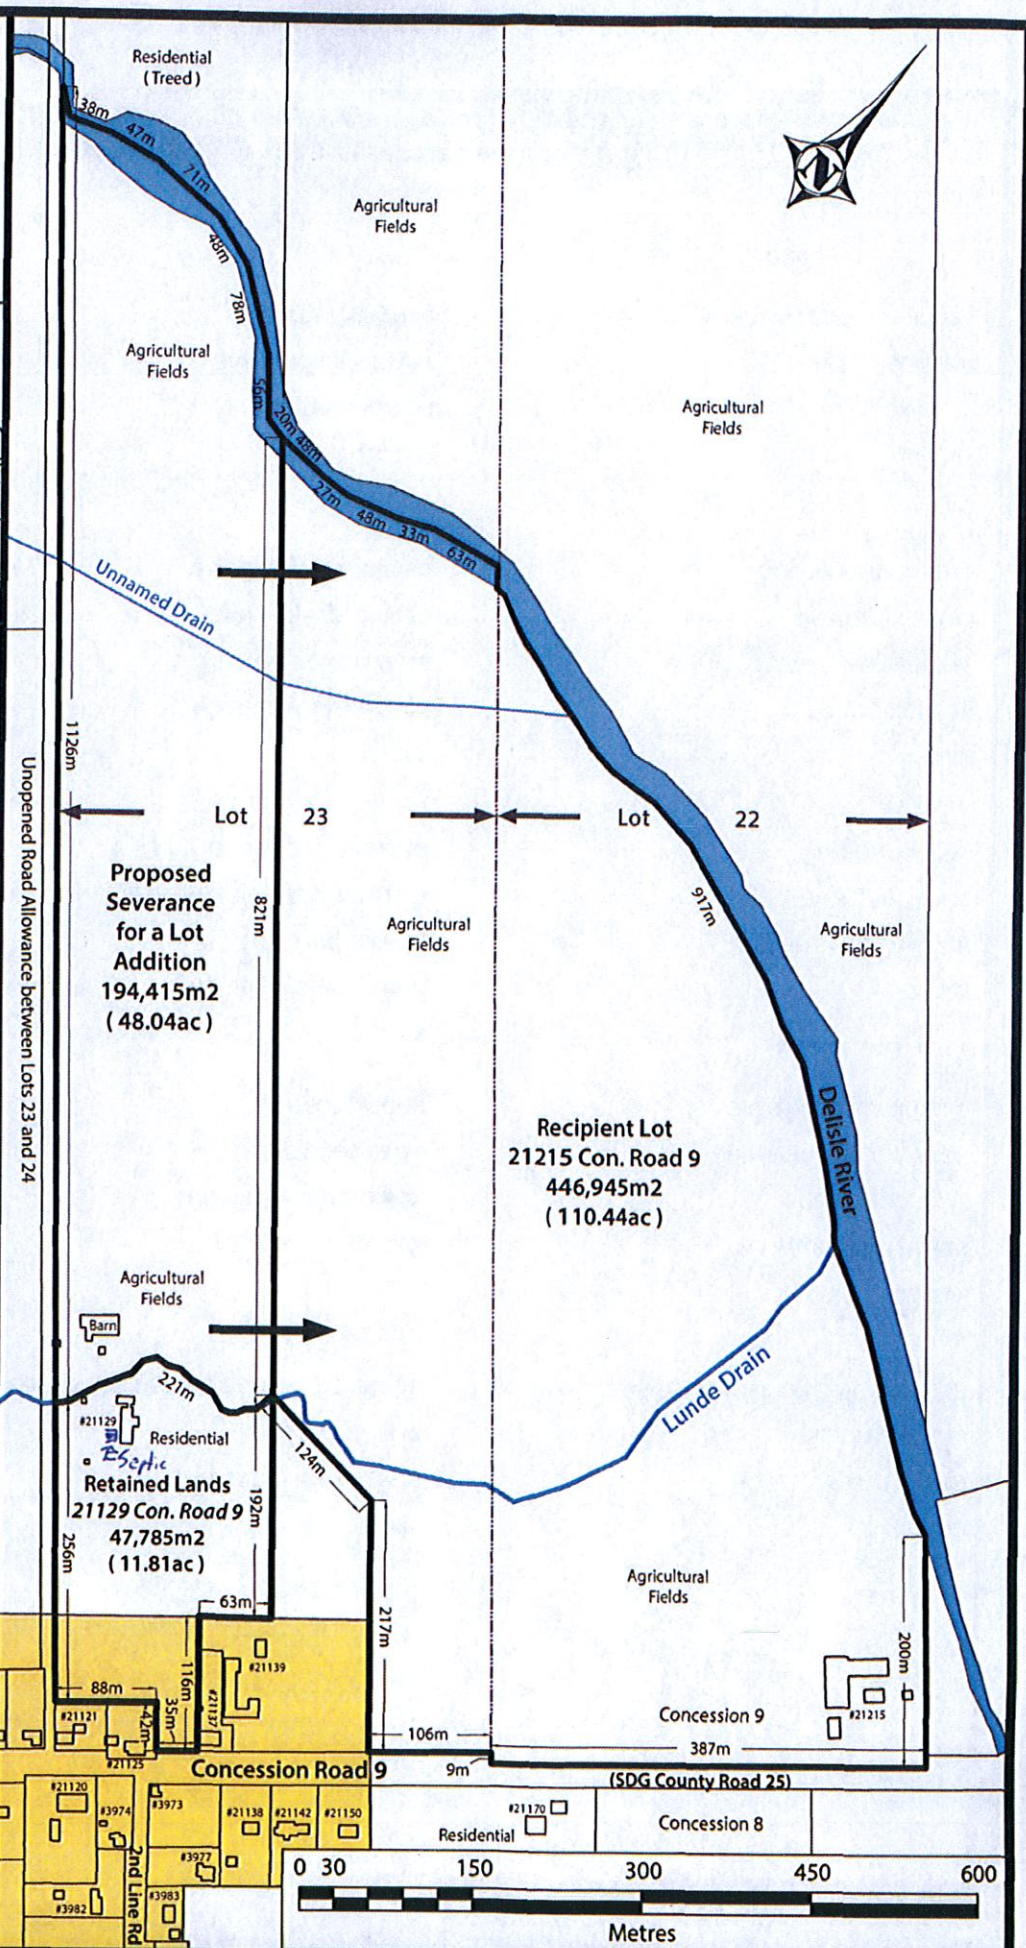 Residential
(Treed)
38m
47m
71m
48m
78m
56m
20m
48m
27m
48m
33m
63m
N
Agricultural
Fields
Agricultural
Fields
Agricultural
Fields
Unnamed Drain
1126m
Unopened Road Allowance between Lots 23 and 24
Lot 23
Lot 22
Proposed
Severance
for a Lot
Addition
194,415m2
( 48.04ac )
821m
Agricultural
Fields
917m
Agricultural
Fields
Recipient Lot
21215 Con. Road 9
446,945m2
( 110.44ac )
Delisle River
Agricultural
Fields
Barn
221m
#21129
Residential
Septic
Lunde Drain
124m
Retained Lands
21129 Con. Road 9
47,785m2
( 11.81ac )
192m
256m
63m
217m
Agricultural
Fields
200m
#21139
116m
#21137
88m
35m
42m
#21121
#21125
106m
Concession 9
#21215
387m
9m
Concession Road 9
(SDG County Road 25)
#21120
#3974
#3973
#21138
#21142
#21150
#21170
Residential
Concession 8
#3977
2nd Line Rd
#3982
#3983
0 30 150 300 450 600
Metres